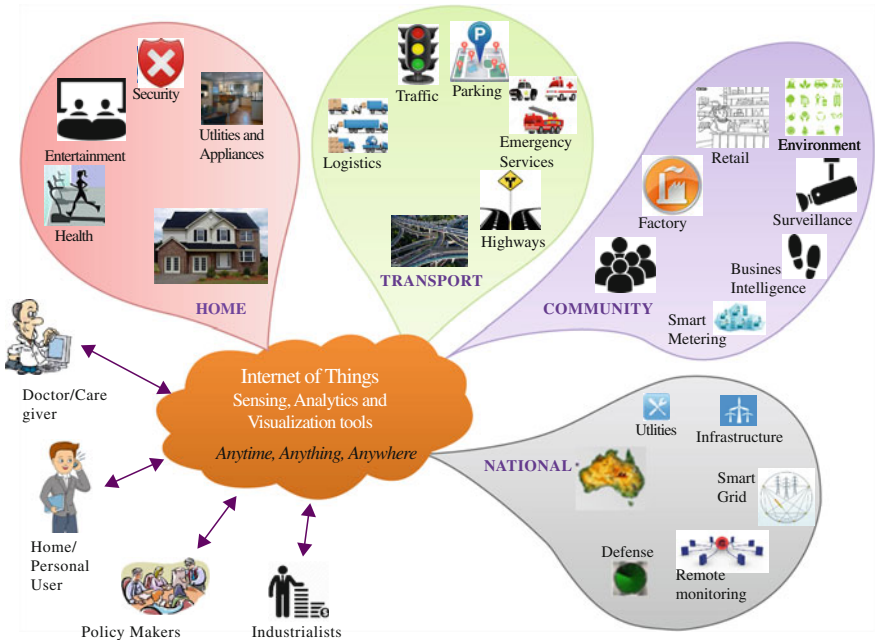 Security
Entertainment
Utlities and
Appliances
Health
HOME
Traffic
P
Parking
Logistics
Emergency
Services
Highways
TRANSPORT
Retail
Environment
Factory
Surveillance
Busines
Intelligence
COMMUNITY
Smart
Metering
Internet of Things
Sensing, Analytics and
Visualization tools
Anytime, Anything, Anywhere
NATIONAL
Utlities
Infrastructure
Smart
Grid
Defense
Remote
monitoring
Doctor/Care
giver
Home/
Personal
User
Policy Makers
Industrialists
$